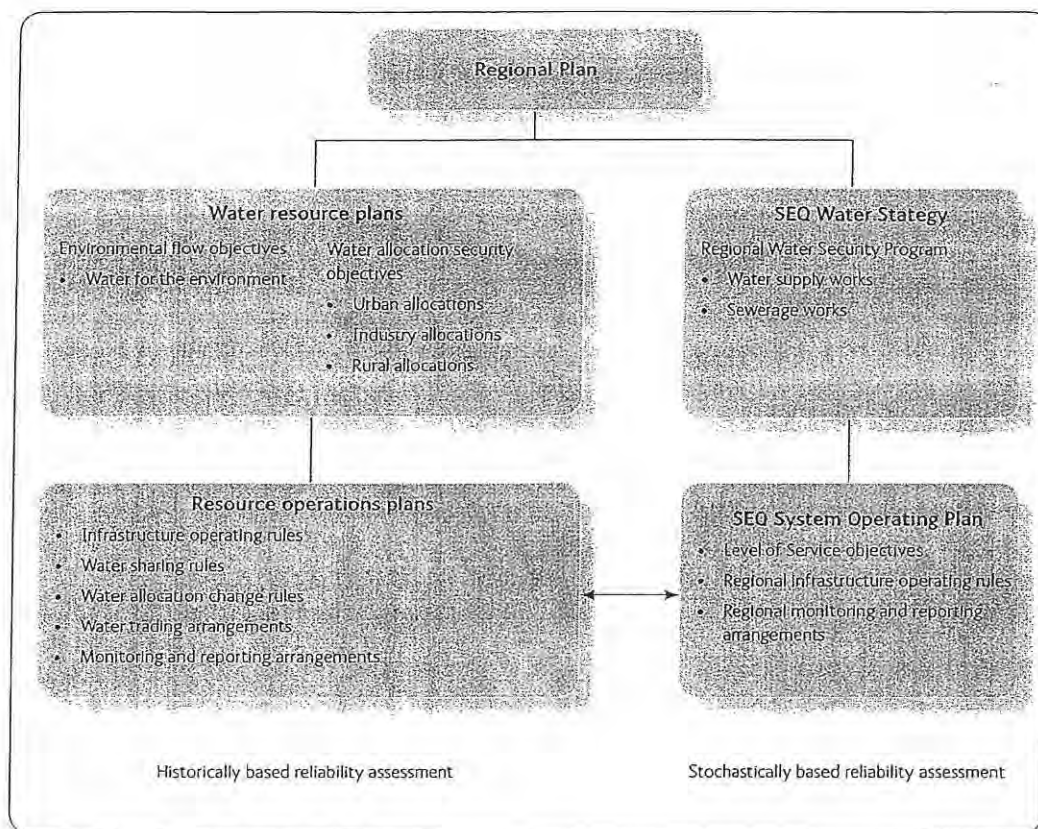 Regional Plan
Water resource plans
Environmental flow objectives
• Water for the environment
Water allocation security
objectives
• Urban allocations
• Industry allocations
• Rural allocations
SEQ Water Stategy
Regional Water Security Program
• Water supply works
• Sewerage works
Resource operations plans
• Infrastructure operating rules
• Water sharing rules
• Water allocation change rules
• Water trading arrangements
• Monitoring and reporting arrangements
SEQ System Operating Plan
• Level of Service objectives
• Regional infrastructure operating rules
• Regional monitoring and reporting
arrangements
Historically based reliability assessment
Stochastically based reliability assessment